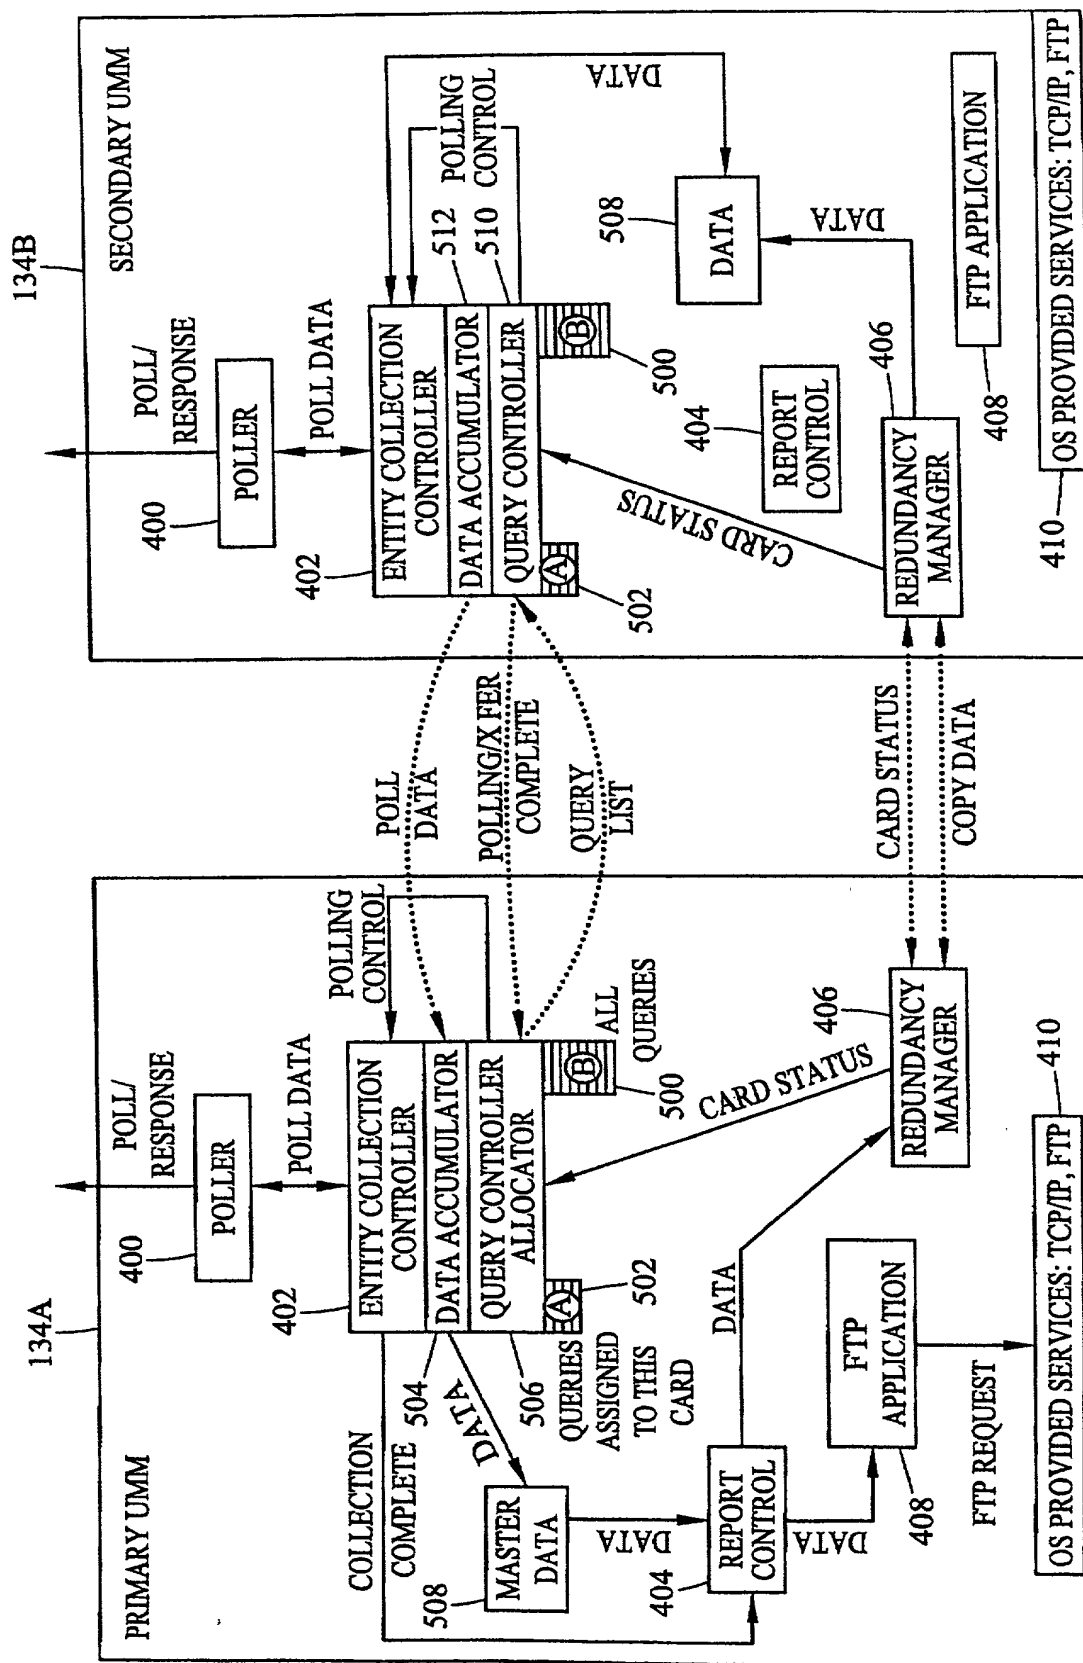 134A
PRIMARY UMM
POLL/
RESPONSE
400
POLLER
POLL DATA
402
ENTITY COLLECTION
CONTROLLER
DATA ACCUMULATOR
QUERY CONTROLLER
ALLOCATOR
POLLING
CONTROL
COLLECTION
COMPLETE
504
DATA
506
A
502
QUERIES
ASSIGNED
TO THIS
CARD
B
500
ALL
QUERIES
MASTER
DATA
508
DATA
REPORT
CONTROL
404
DATA
DATA
CARD STATUS
406
REDUNDANCY
MANAGER
FTP
APPLICATION
408
FTP REQUEST
410
OS PROVIDED SERVICES: TCP/IP, FTP
POLL
DATA
POLLING/X FER
COMPLETE
QUERY
LIST
CARD STATUS
COPY DATA
134B
SECONDARY UMM
POLL/
RESPONSE
400
POLLER
POLL DATA
402
ENTITY COLLECTION
CONTROLLER
DATA ACCUMULATOR
QUERY CONTROLLER
512
510
POLLING
CONTROL
A
502
B
500
DATA
508
DATA
DATA
CARD STATUS
404
REPORT
CONTROL
REDUNDANCY
MANAGER
406
FTP APPLICATION
408
410
OS PROVIDED SERVICES: TCP/IP, FTP